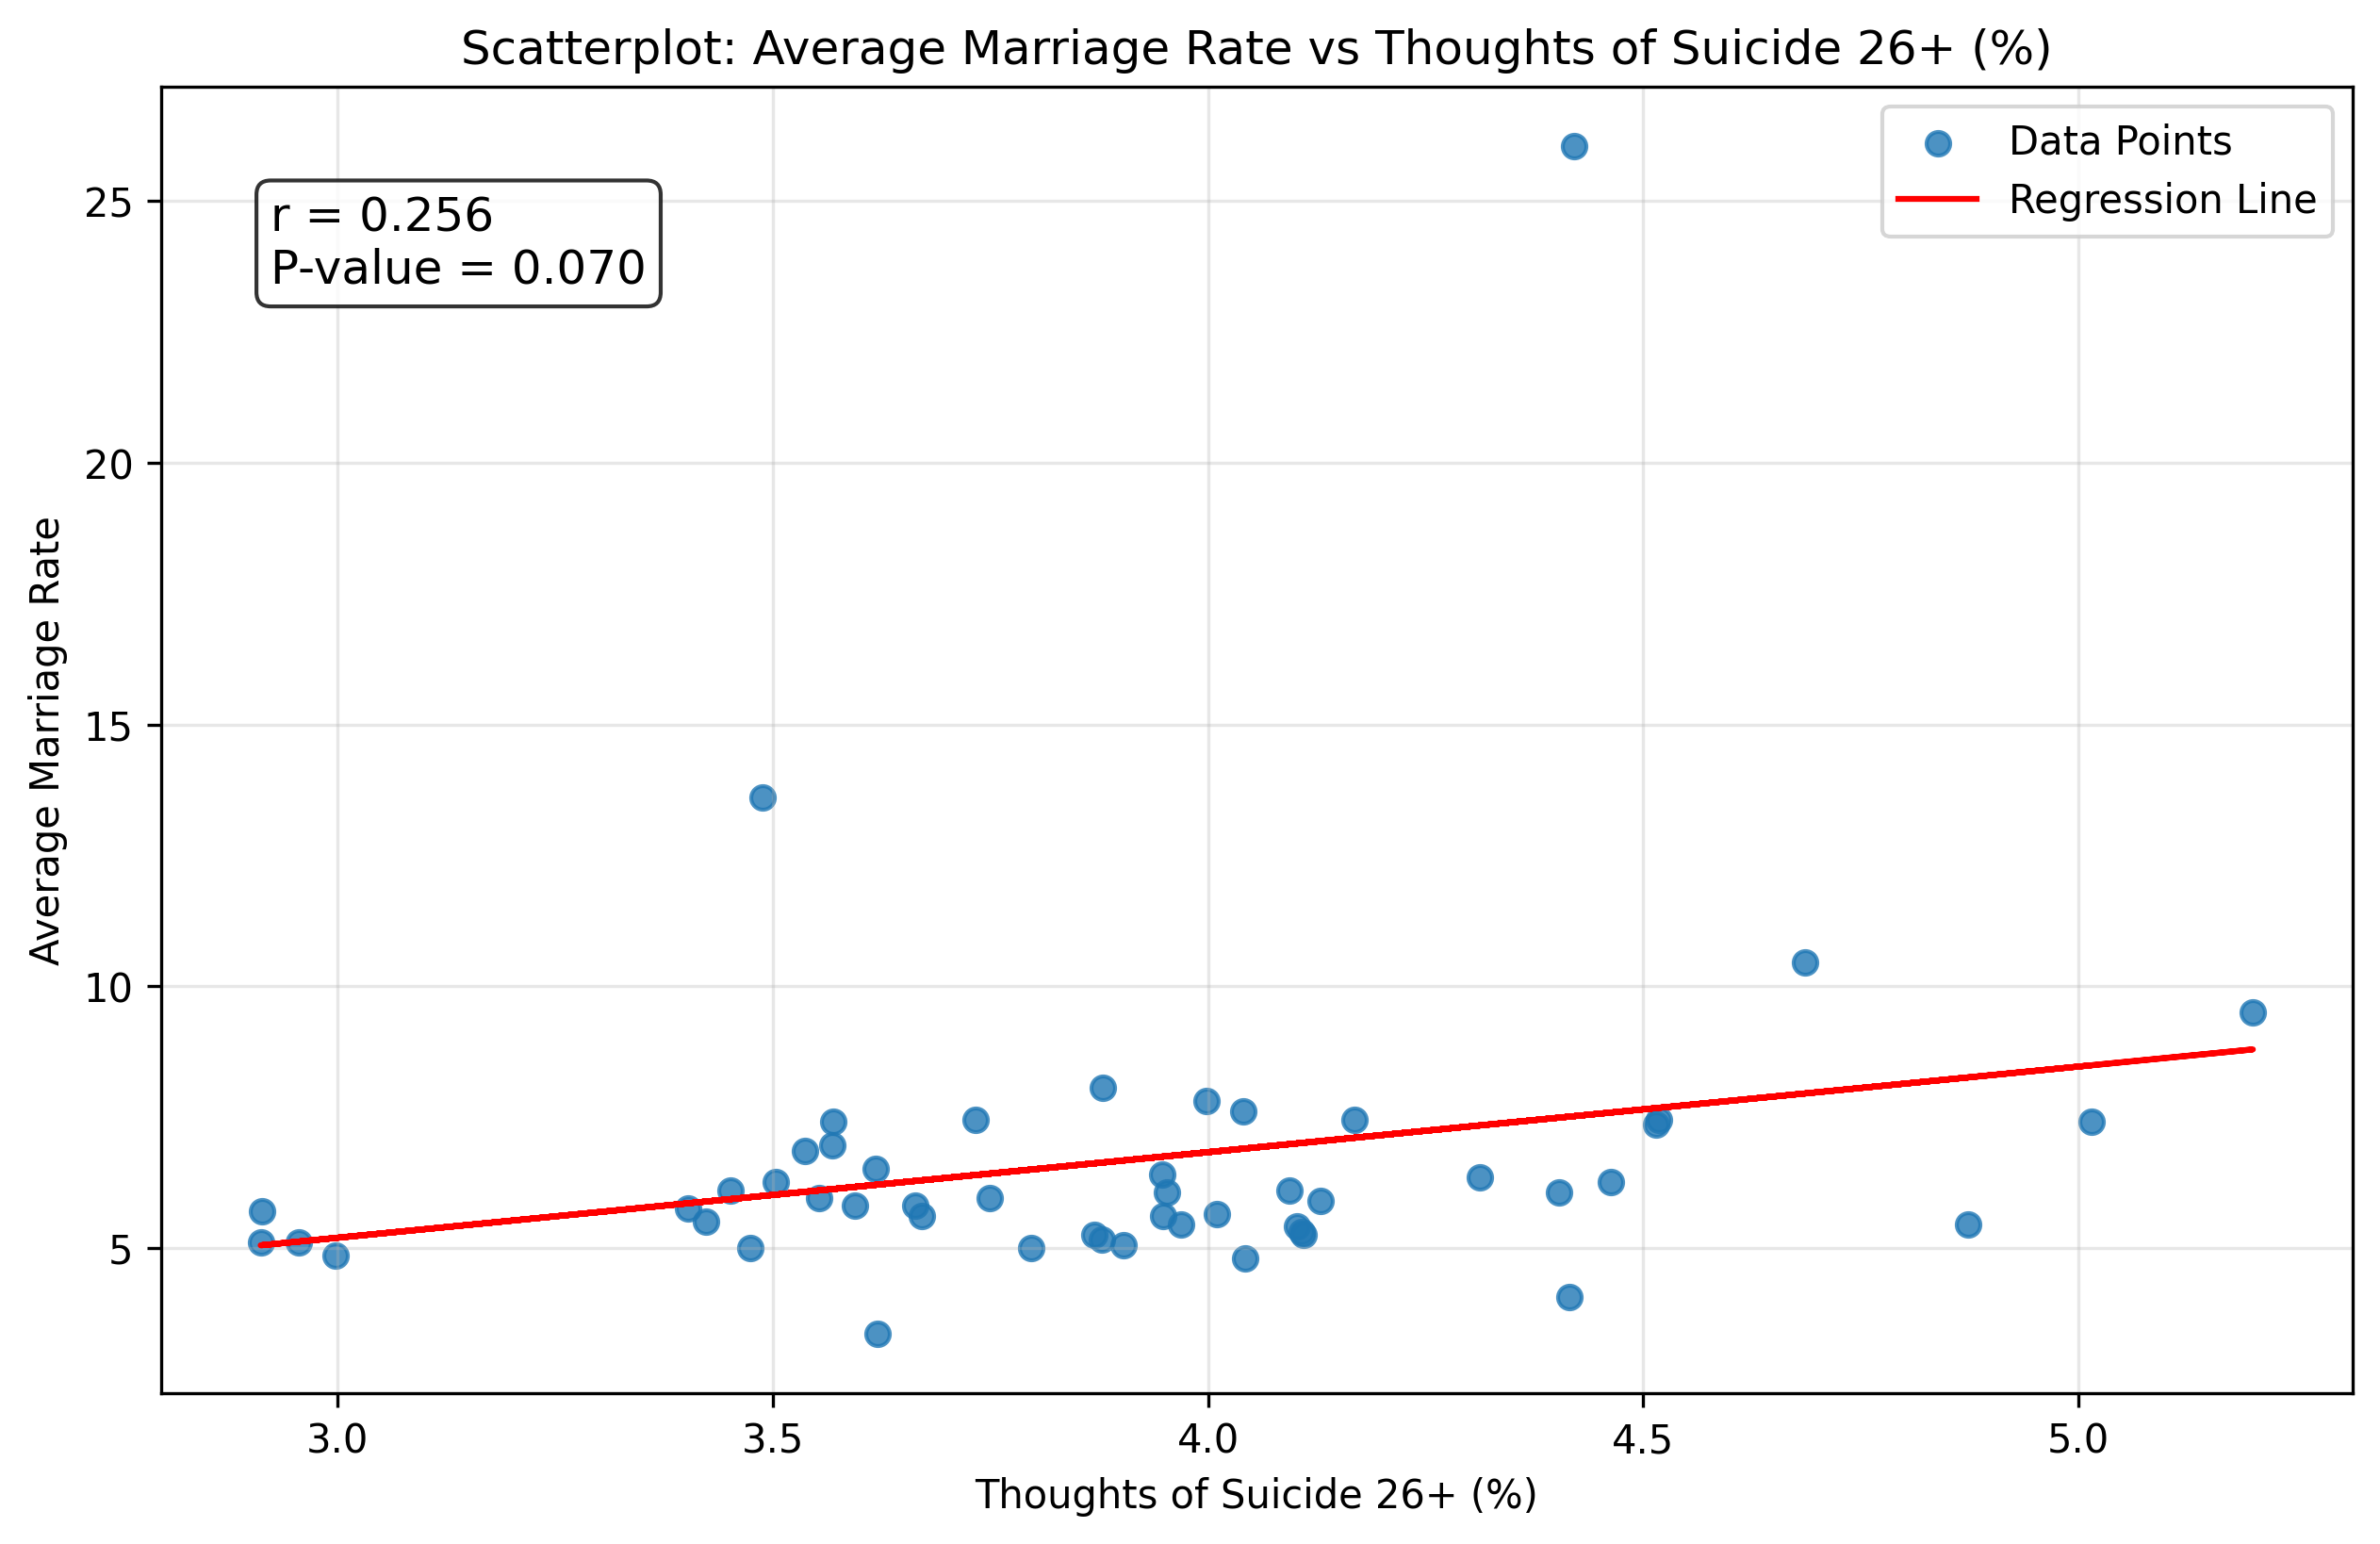 Scatterplot: Average Marriage Rate vs Thoughts of Suicide 26+ (%)
r = 0.256
P-value = 0.070
Data Points
Regression Line
Average Marriage Rate
25
20
15
10
5
3.0
3.5
4.0
4.5
5.0
Thoughts of Suicide 26+ (%)